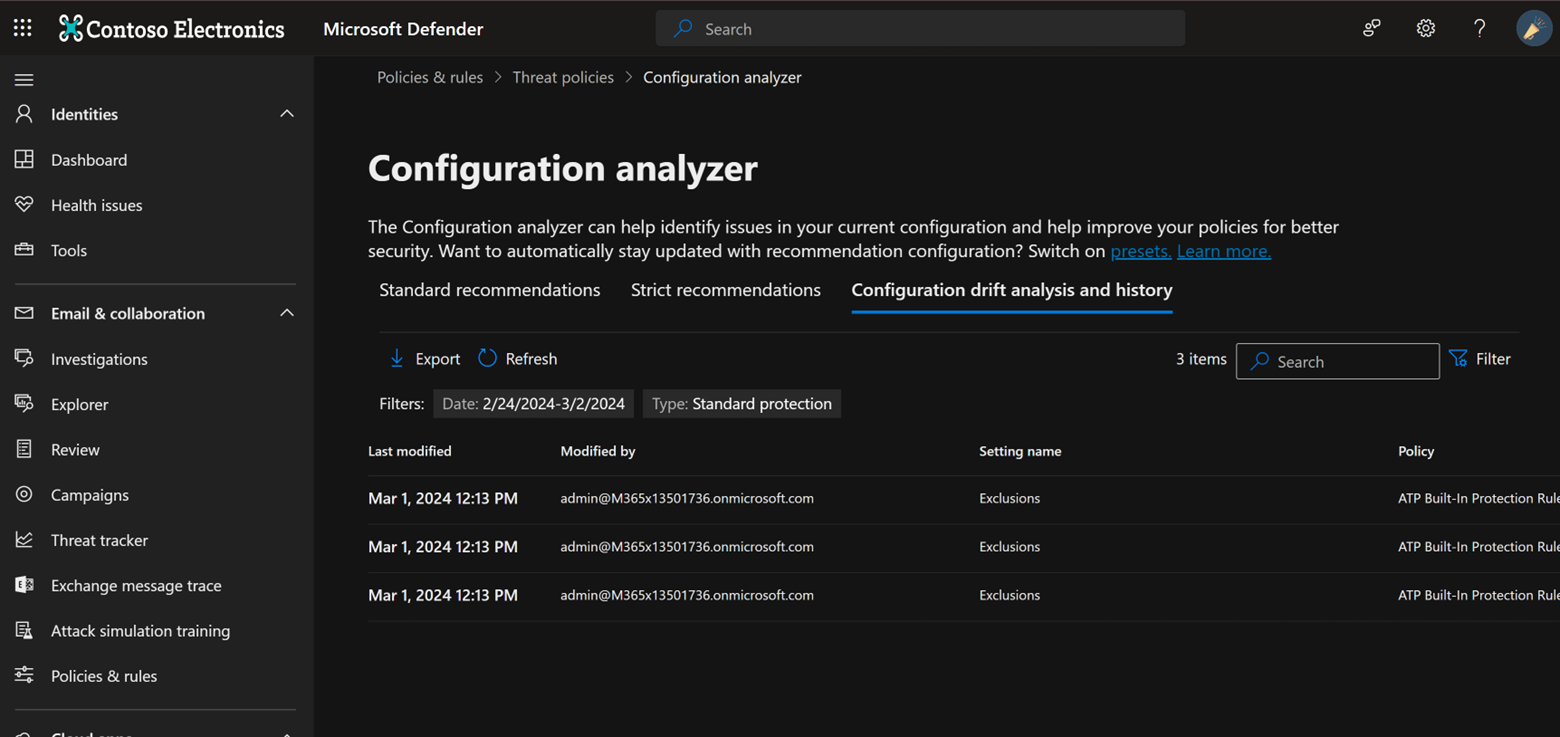 Contoso Electronics
Microsoft Defender
Search
Identities
Dashboard
Health issues
Tools
Email & collaboration
Investigations
Explorer
Review
Campaigns
Threat tracker
Exchange message trace
Attack simulation training
Policies & rules
Cloud apps
Policies & rules > Threat policies > Configuration analyzer
Configuration analyzer
The Configuration analyzer can help identify issues in your current configuration and help improve your policies for better
security. Want to automatically stay updated with recommendation configuration? Switch on presets. Learn more.
Standard recommendations Strict recommendations Configuration drift analysis and history
Export Refresh 3 items Search Filter
Filters: Date: 2/24/2024-3/2/2024 Type: Standard protection
Last modified Modified by Setting name Policy
Mar 1, 2024 12:13 PM admin@M365x13501736.onmicrosoft.com Exclusions ATP Built-In Protection Rule
Mar 1, 2024 12:13 PM admin@M365x13501736.onmicrosoft.com Exclusions ATP Built-In Protection Rule
Mar 1, 2024 12:13 PM admin@M365x13501736.onmicrosoft.com Exclusions ATP Built-In Protection Rule